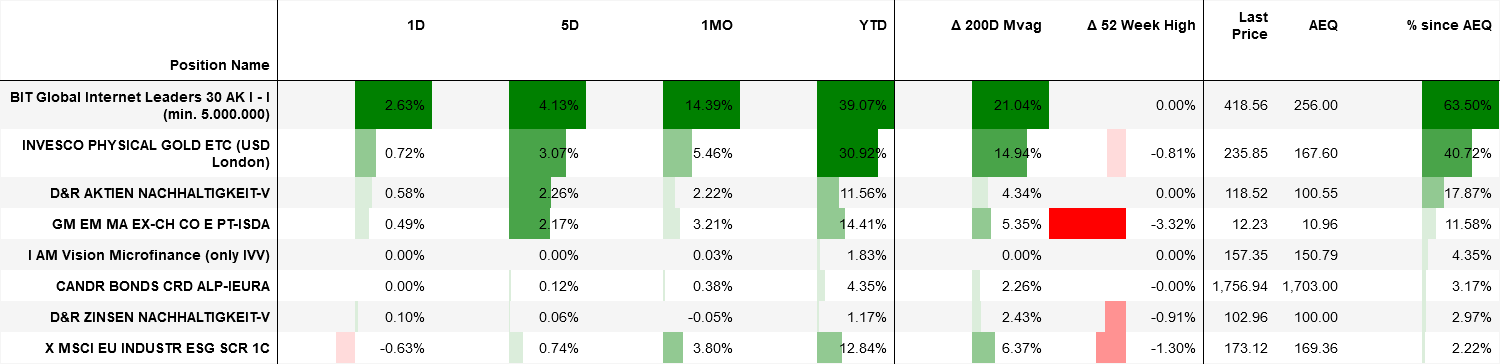 Position Name 1D 5D 1MO YTD Δ 200D Mvag Δ 52 Week High Last Price AEQ % since AEQ
BIT Global Internet Leaders 30 AK I - I (min. 5.000.000) 2.63% 4.13% 14.39% 39.07% 21.04% 0.00% 418.56 256.00 63.50%
INVESCO PHYSICAL GOLD ETC (USD London) 0.72% 3.07% 5.46% 30.92% 14.94% -0.81% 235.85 167.60 40.72%
D&R AKTIEN NACHHALTIGKEIT-V 0.58% 2.26% 2.22% 11.56% 4.34% 0.00% 118.52 100.55 17.87%
GM EM MA EX-CH CO E PT-ISDA 0.49% 2.17% 3.21% 14.41% 5.35% -3.32% 12.23 10.96 11.58%
I AM Vision Microfinance (only IVV) 0.00% 0.00% 0.03% 1.83% 0.00% 0.00% 157.35 150.79 4.35%
CANDR BONDS CRD ALP-IEURA 0.00% 0.12% 0.38% 4.35% 2.26% -0.00% 1,756.94 1,703.00 3.17%
D&R ZINSEN NACHHALTIGKEIT-V 0.10% 0.06% -0.05% 1.17% 2.43% -0.91% 102.96 100.00 2.97%
X MSCI EU INDUSTR ESG SCR 1C -0.63% 0.74% 3.80% 12.84% 6.37% -1.30% 173.12 169.36 2.22%